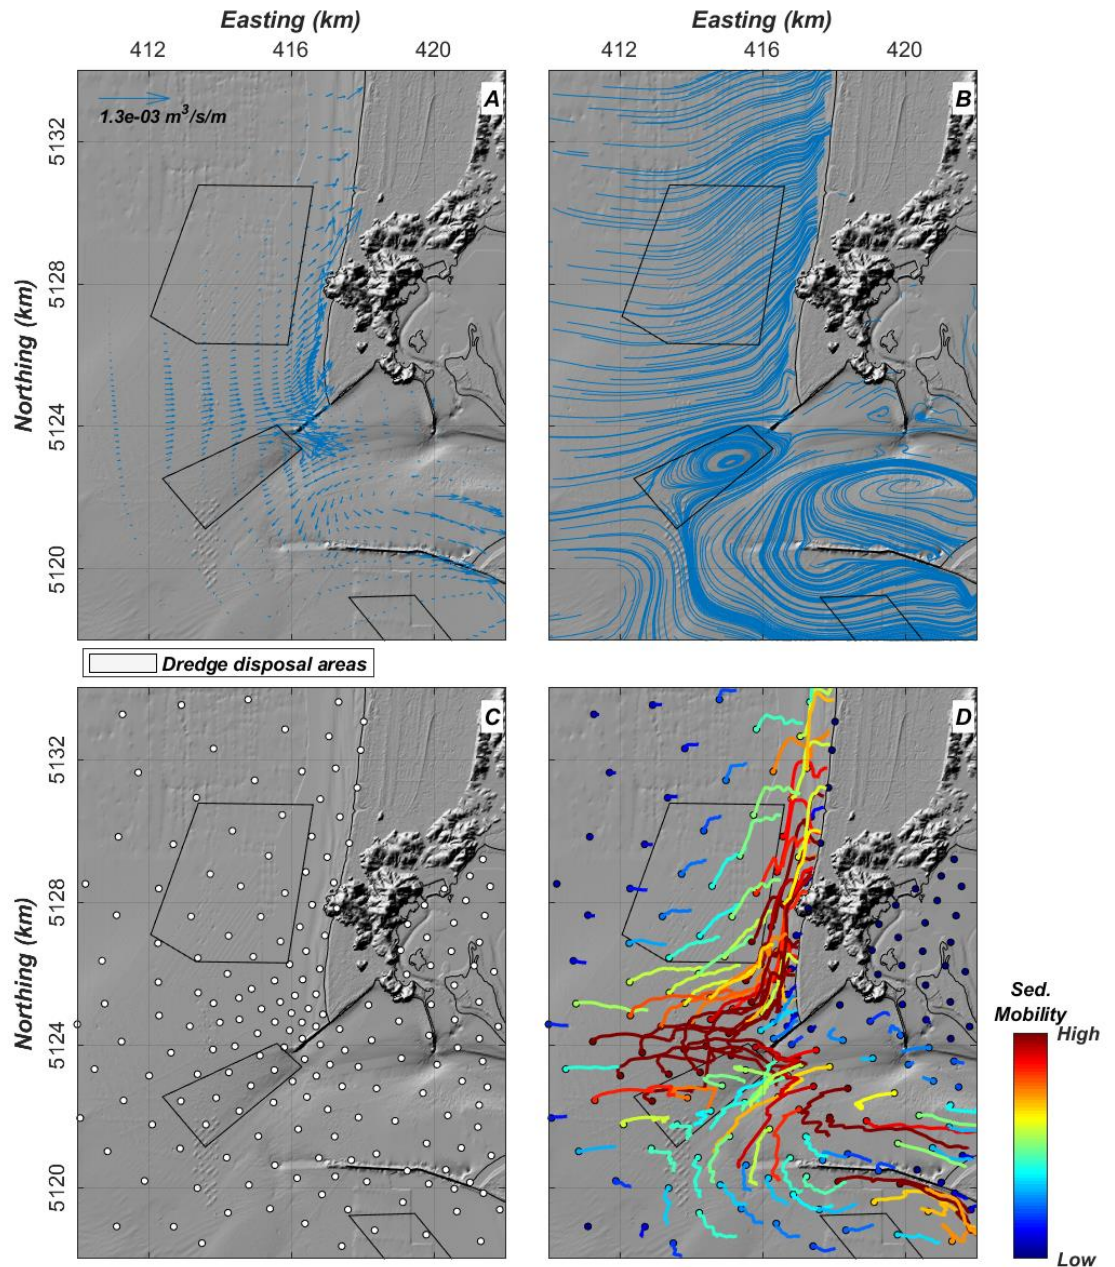 Easting (km)
Easting (km)
412
416
420
412
416
420
A
B
1.3e-03 m3/s/m
5132
5128
5124
5120
Northing (km)
Dredge disposal areas
C
D
5132
5128
5124
5120
Northing (km)
Sed.
Mobility
High
Low